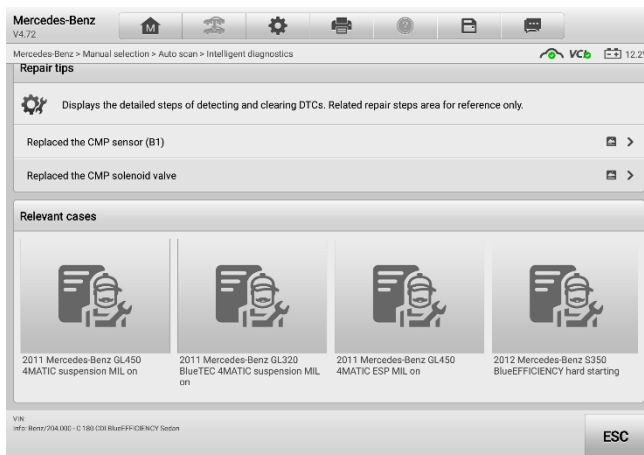 Mercedes-Benz
V4.72
M
Mercedes-Benz > Manual selection > Auto scan > Intelligent diagnostics
VCI
12.2V
Repair tips
Displays the detailed steps of detecting and clearing DTCs. Related repair steps area for reference only.
Replaced the CMP sensor (B1)
Replaced the CMP solenoid valve
Relevant cases
2011 Mercedes-Benz GL450
4MATIC suspension MIL on
2011 Mercedes-Benz GL320
BlueTEC 4MATIC suspension MIL
on
2011 Mercedes-Benz GL450
4MATIC ESP MIL on
2012 Mercedes-Benz S350
BlueEFFICIENCY hard starting
VIN:
Info: Benz/204.000 - C 180 CDI BlueEFFICIENCY Sedan
ESC